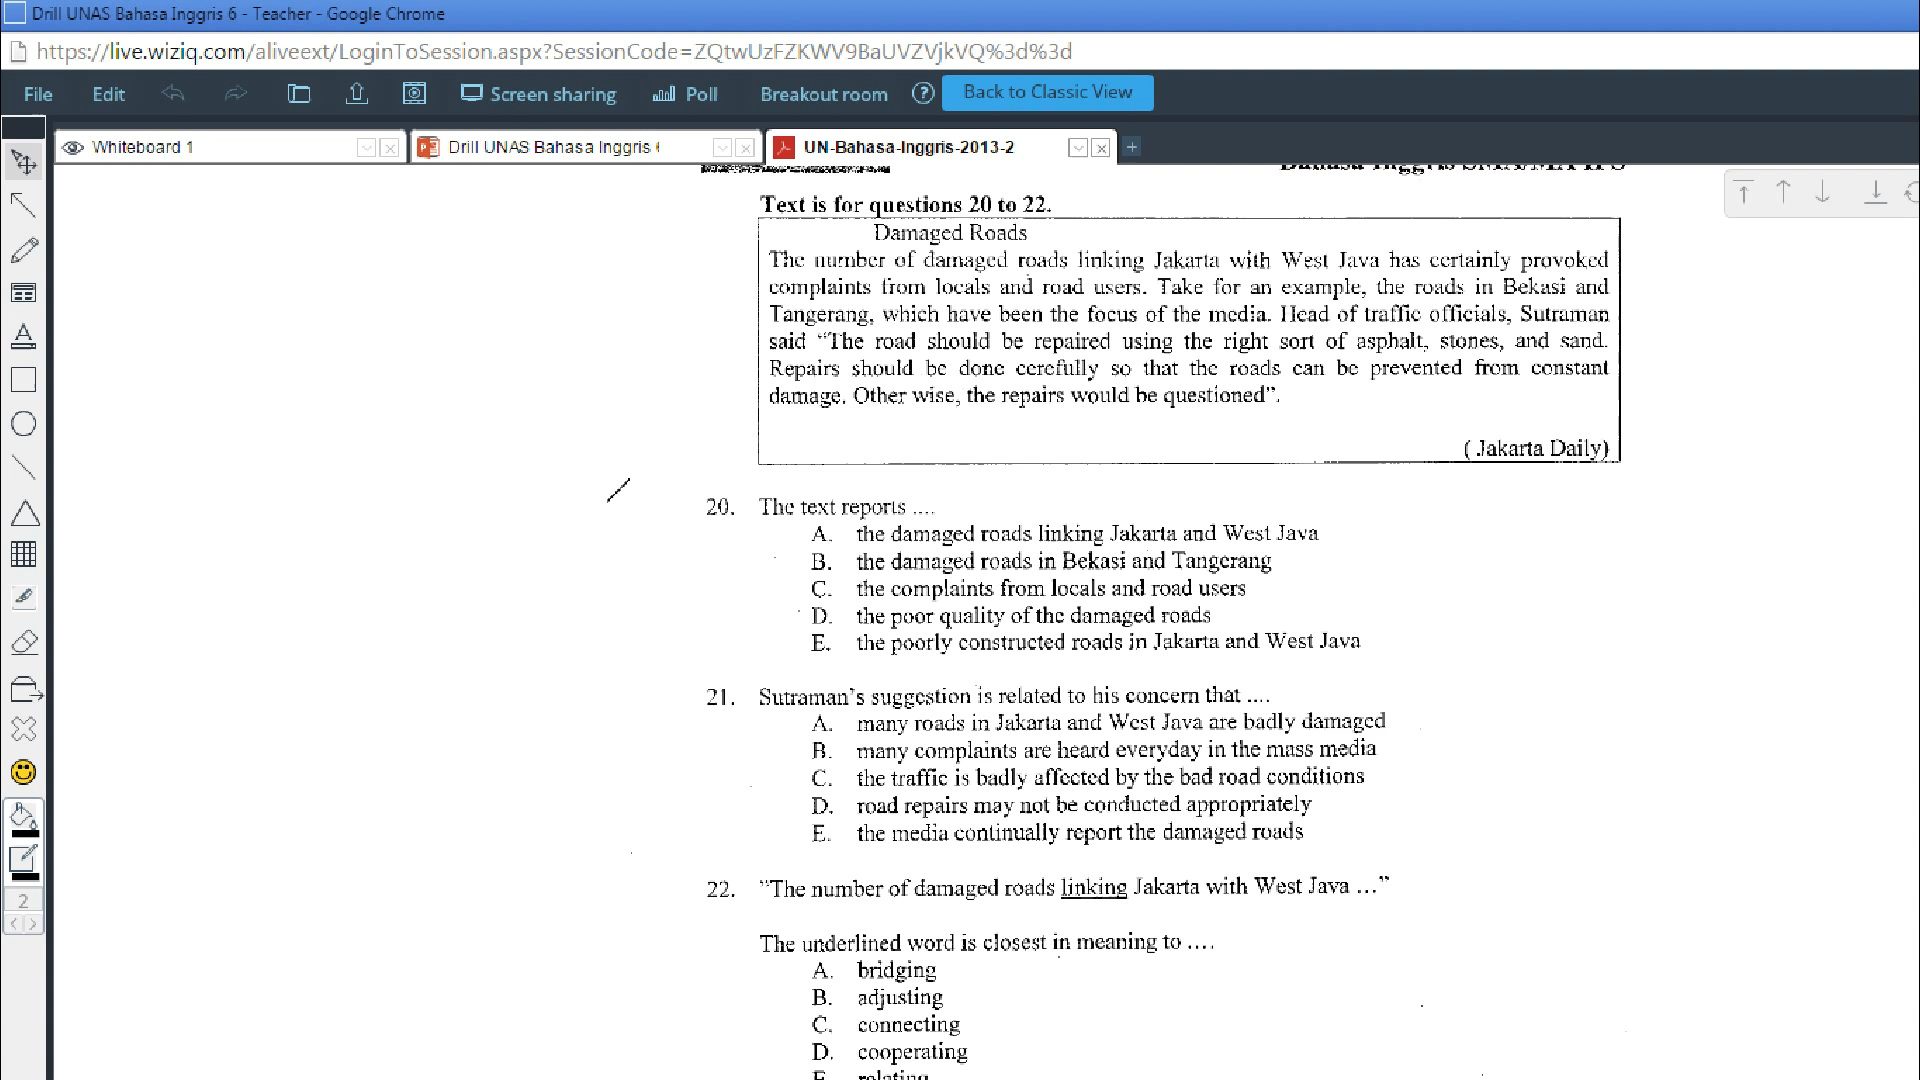 Drill UNAS Bahasa Inggris 6 - Teacher - Google Chrome
https://live.wiziq.com/aliveext/LoginToSession.aspx?SessionCode=ZQtwUzFZKWV9BaUVZVjkVQ%3d%3d
File Edit Screen sharing Poll Breakout room ? Back to Classic View
Whiteboard 1 Drill UNAS Bahasa Inggris UN-Bahasa-Inggris-2013-2
Text is for questions 20 to 22.
Damaged Roads
The number of damaged roads linking Jakarta with West Java has certainly provoked
complaints from locals and road users. Take for an example, the roads in Bekasi and
Tangerang, which have been the focus of the media. Head of traffic officials, Sutraman
said “The road should be repaired using the right sort of asphalt, stones, and sand.
Repairs should be done cerefully so that the roads can be prevented from constant
damage. Other wise, the repairs would be questioned”.
( Jakarta Daily)
20. The text reports ....
A. the damaged roads linking Jakarta and West Java
B. the damaged roads in Bekasi and Tangerang
C. the complaints from locals and road users
D. the poor quality of the damaged roads
E. the poorly constructed roads in Jakarta and West Java
21. Sutraman’s suggestion is related to his concern that ....
A. many roads in Jakarta and West Java are badly damaged
B. many complaints are heard everyday in the mass media
C. the traffic is badly affected by the bad road conditions
D. road repairs may not be conducted appropriately
E. the media continually report the damaged roads
22. “The number of damaged roads linking Jakarta with West Java ...”
The underlined word is closest in meaning to ....
A. bridging
B. adjusting
C. connecting
D. cooperating
2